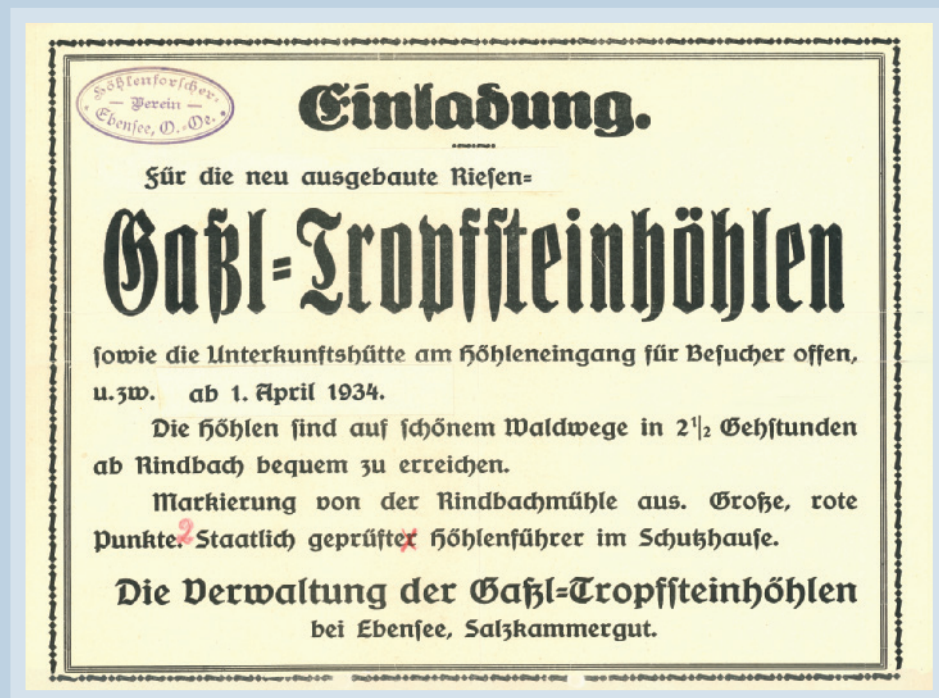 Höhlenforscher-
— Verein —
Ebensee, O.-Oe.
Einladung.
Für die neu ausgebaute Riesen=
Gaßl=Tropfsteinhöhlen
sowie die Unterkunftshütte am Höhleneingang für Besucher offen,
u. zw. ab 1. April 1934.
Die Höhlen sind auf schönem Waldwege in 2 1/2 Gehstunden
ab Rindbach bequem zu erreichen.
Markierung von der Rindbachmühle aus. Große, rote
Punkte. 2 Staatlich geprüfter Höhlenführer im Schutzhause.
Die Verwaltung der Gaßl=Tropfsteinhöhlen
bei Ebensee, Salzkammergut.